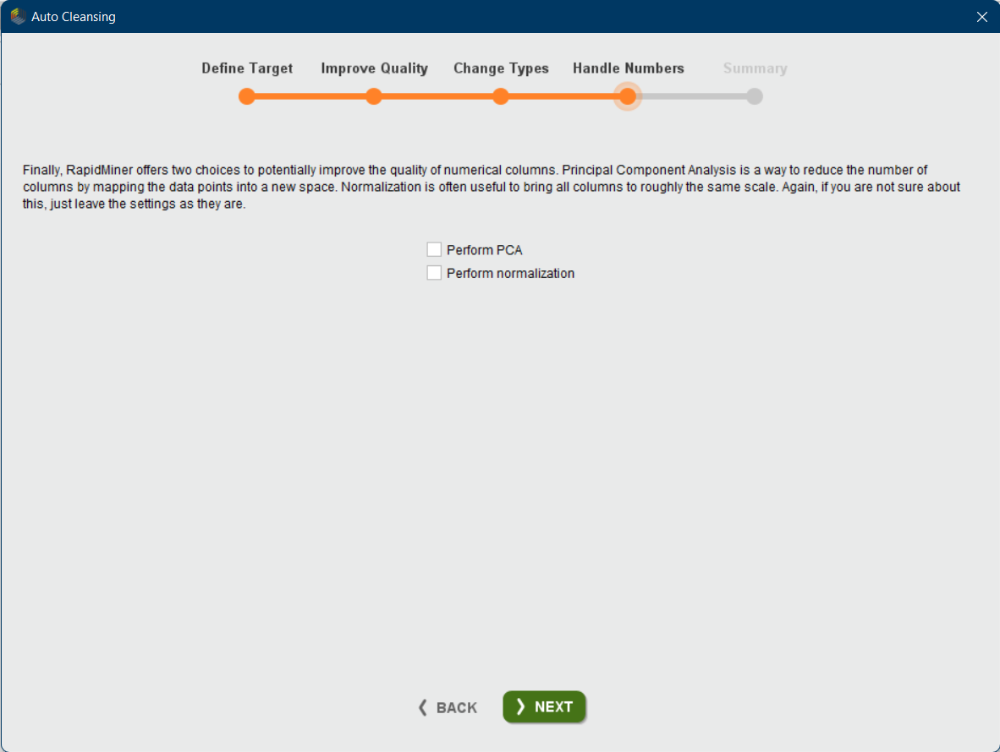 Auto Cleansing
Define Target Improve Quality Change Types Handle Numbers Summary
Finally, RapidMiner offers two choices to potentially improve the quality of numerical columns. Principal Component Analysis is a way to reduce the number of
columns by mapping the data points into a new space. Normalization is often useful to bring all columns to roughly the same scale. Again, if you are not sure about
this, just leave the settings as they are.
Perform PCA
Perform normalization
BACK NEXT